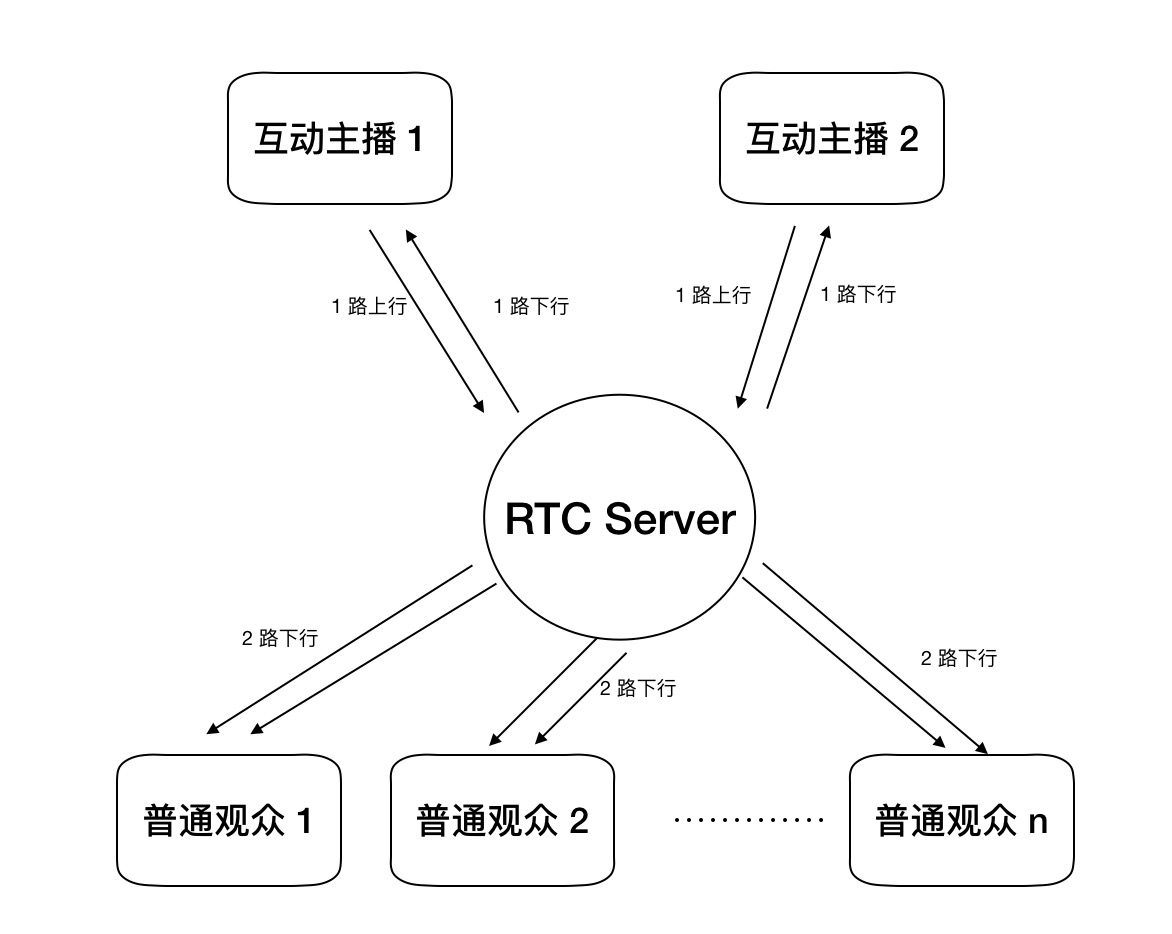 互动主播 1
互动主播 2
1 路上行
1 路下行
1 路上行
1 路下行
RTC Server
2 路下行
2 路下行
2 路下行
普通观众 1
普通观众 2
.............
普通观众 n